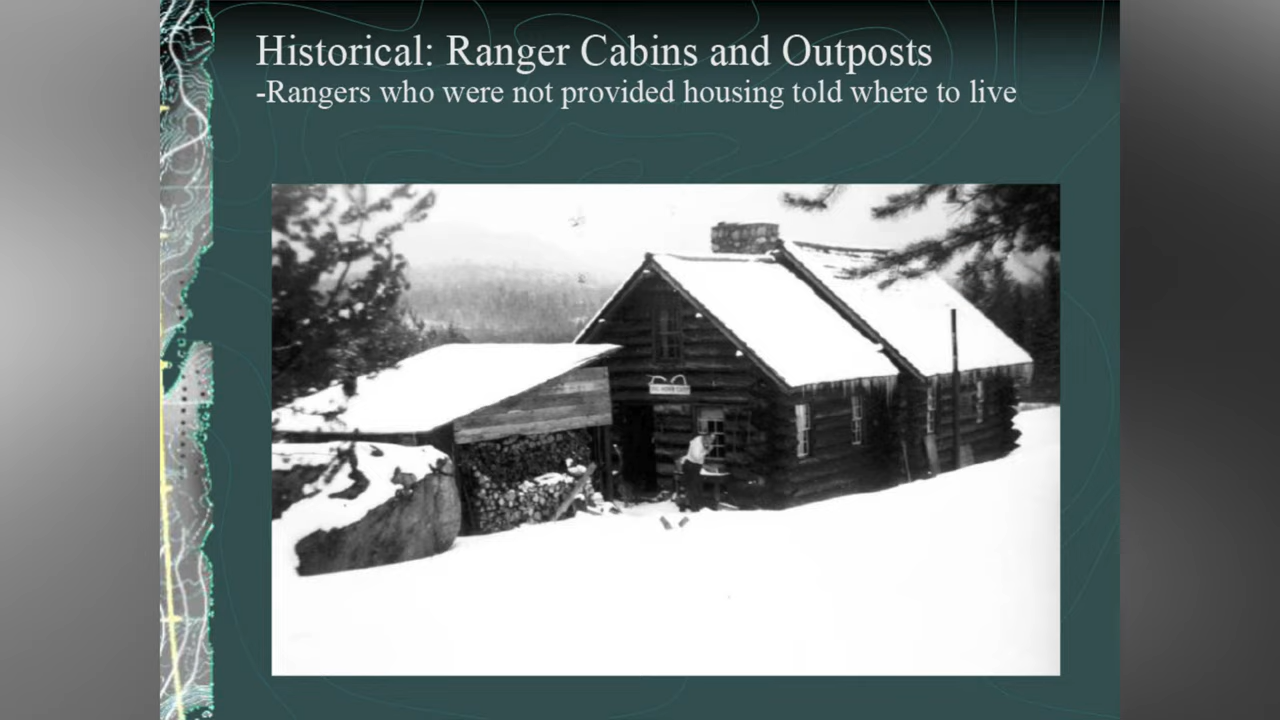 Historical: Ranger Cabins and Outposts
-Rangers who were not provided housing told where to live